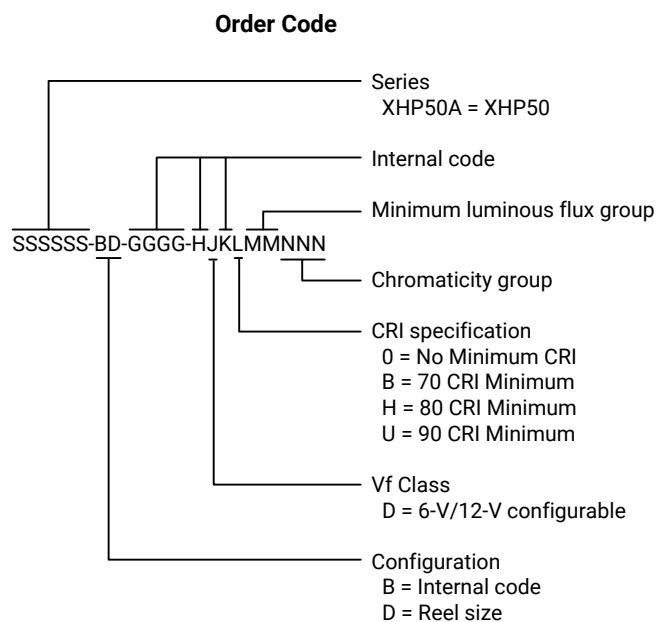 Order Code
Series
XHP50A = XHP50
Internal code
Minimum luminous flux group
SSSSSS-BD-GGGG-HJKLMMNNN
Chromaticity group
CRI specification
0 = No Minimum CRI
B = 70 CRI Minimum
H = 80 CRI Minimum
U = 90 CRI Minimum
Vf Class
D = 6-V/12-V configurable
Configuration
B = Internal code
D = Reel size